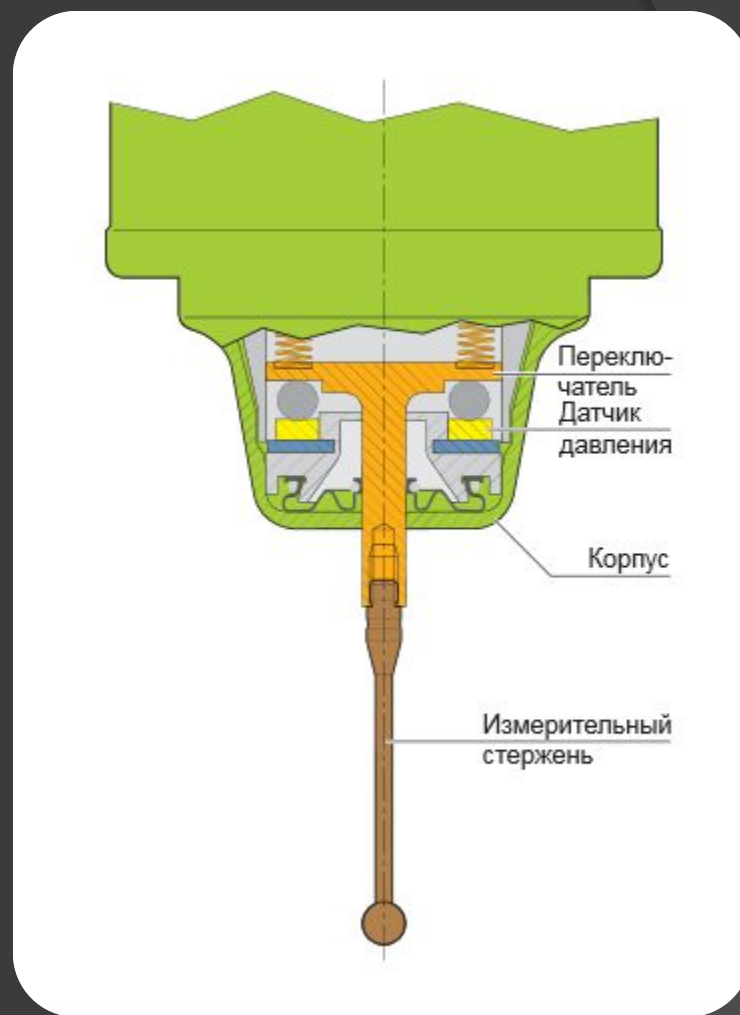 Переклю-
чатель
Датчик
давления
Корпус
Измерительный
стержень